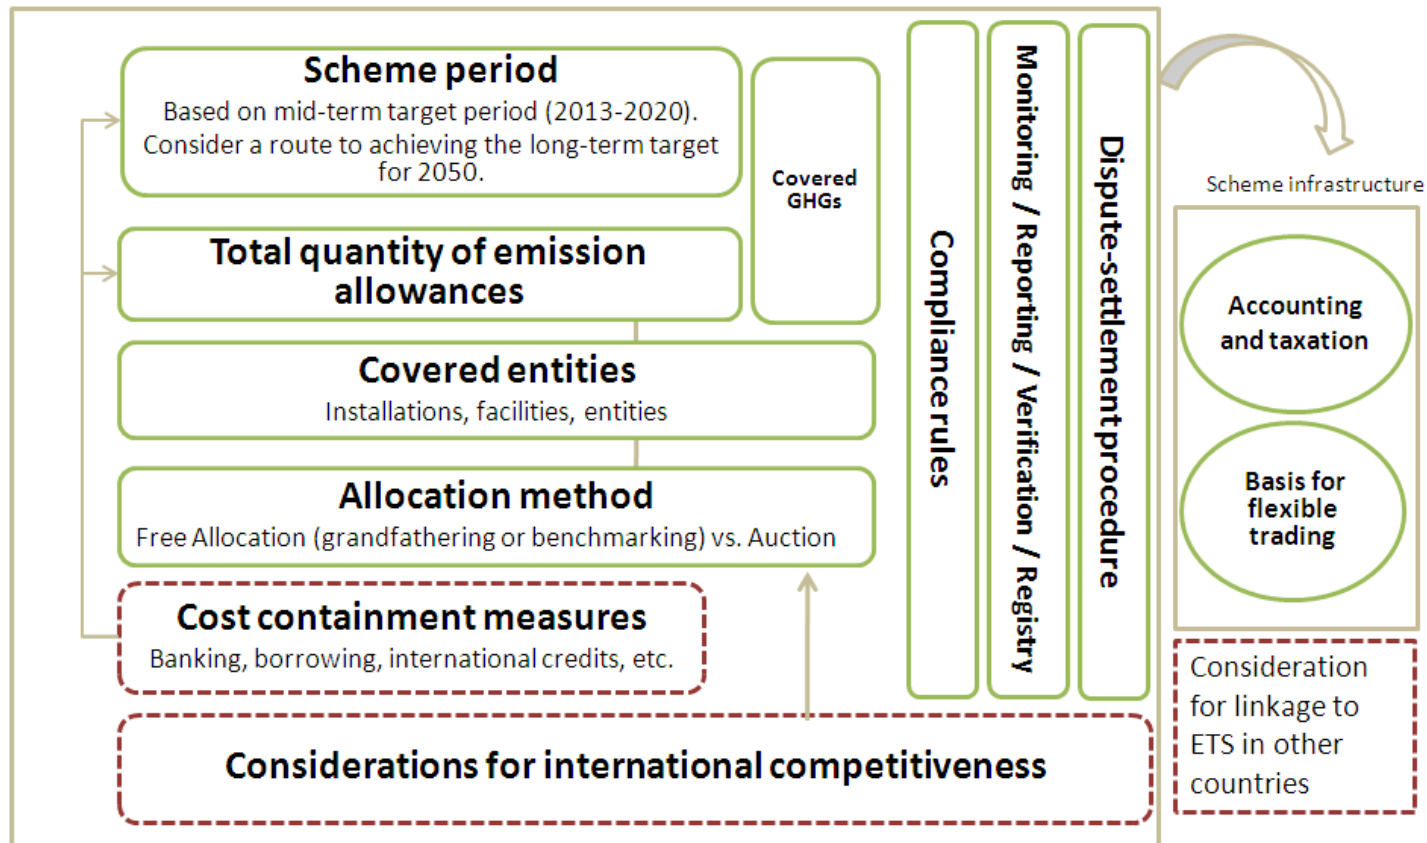 Scheme period
Based on mid-term target period (2013-2020).
Consider a route to achieving the long-term target
for 2050.
Covered
GHGs
Total quantity of emission
allowances
Covered entities
Installations, facilities, entities
Allocation method
Free Allocation (grandfathering or benchmarking) vs. Auction
Cost containment measures
Banking, borrowing, international credits, etc.
Considerations for international competitiveness
Compliance rules
Monitoring / Reporting / Verification / Registry
Dispute-settlement procedure
Scheme infrastructure
Accounting
and taxation
Basis for
flexible
trading
Consideration
for linkage to
ETS in other
countries